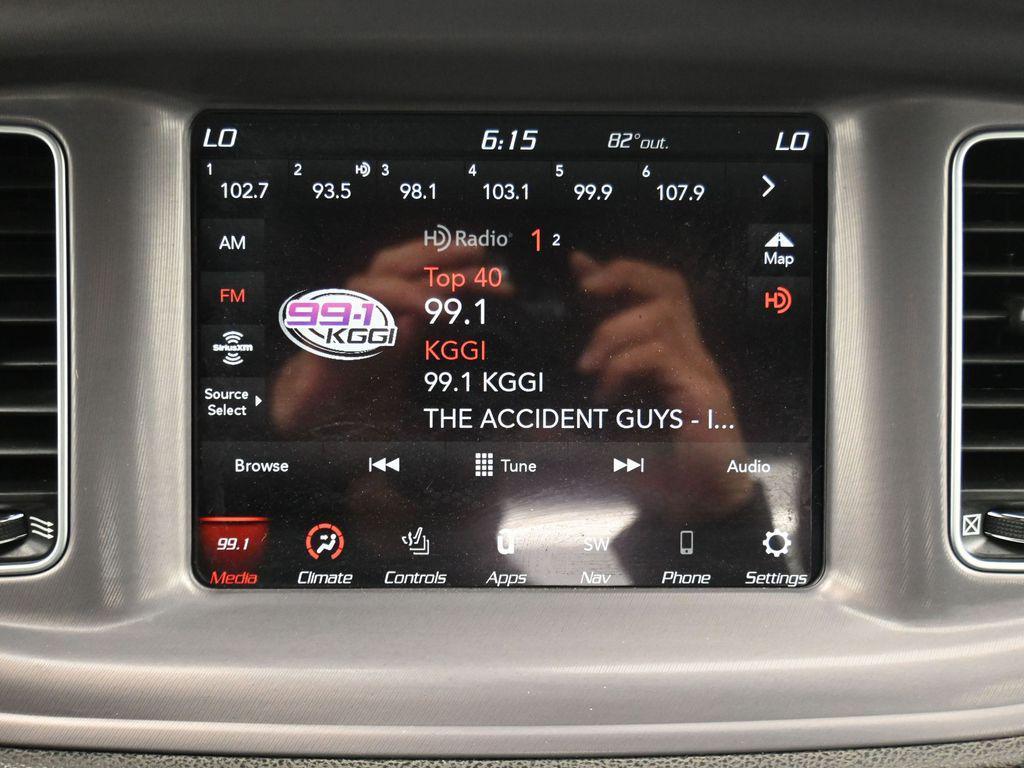 LO 6:15 82° out. LO
1 102.7 2 93.5 HD 3 98.1 4 103.1 5 99.9 6 107.9
AM
FM
SiriusXM
Source
Select
99.1
KGGI
HD Radio 1 2
Top 40
99.1
KGGI
99.1 KGGI
THE ACCIDENT GUYS - I...
Map
HD
Browse Tune Audio
99.1 u SW
Media Climate Controls Apps Nav Phone Settings